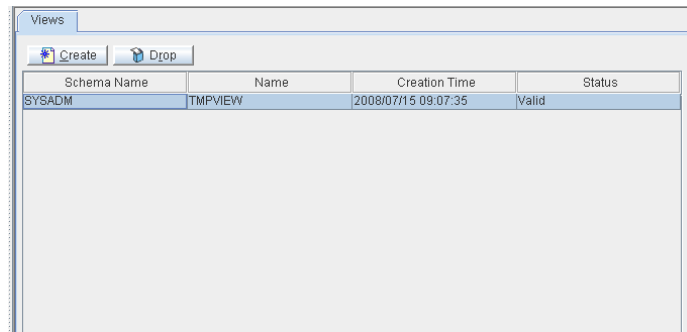 Views
Create Drop
Schema Name Name Creation Time Status
SYSADM TMPVIEW 2008/07/15 09:07:35 Valid